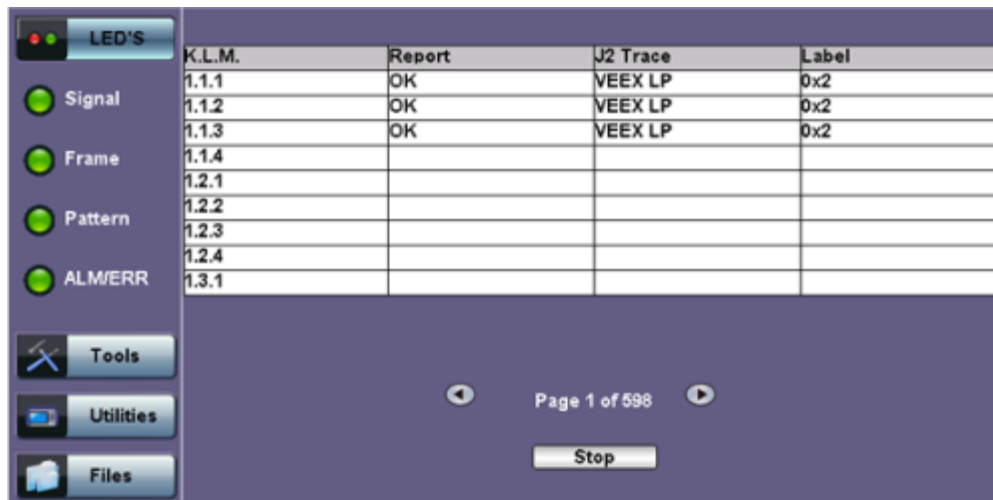 LED'S
Signal
Frame
Pattern
ALM/ERR
Tools
Utilities
Files
K.L.M. Report J2 Trace Label
1.1.1 OK VEEX LP 0x2
1.1.2 OK VEEX LP 0x2
1.1.3 OK VEEX LP 0x2
1.1.4
1.2.1
1.2.2
1.2.3
1.2.4
1.3.1
Page 1 of 598
Stop